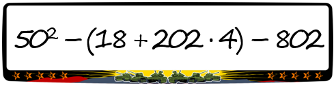 50² − (18 + 202 · 4) − 802